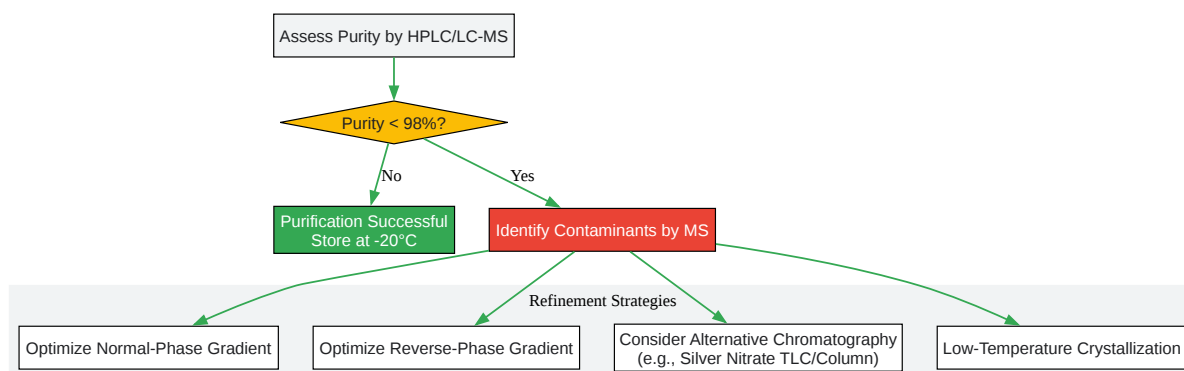 Assess Purity by HPLC/LC-MS
Purity < 98%?
No
Yes
Purification Successful
Store at -20°C
Identify Contaminants by MS
Refinement Strategies
Optimize Normal-Phase Gradient
Optimize Reverse-Phase Gradient
Consider Alternative Chromatography
(e.g., Silver Nitrate TLC/Column)
Low-Temperature Crystallization